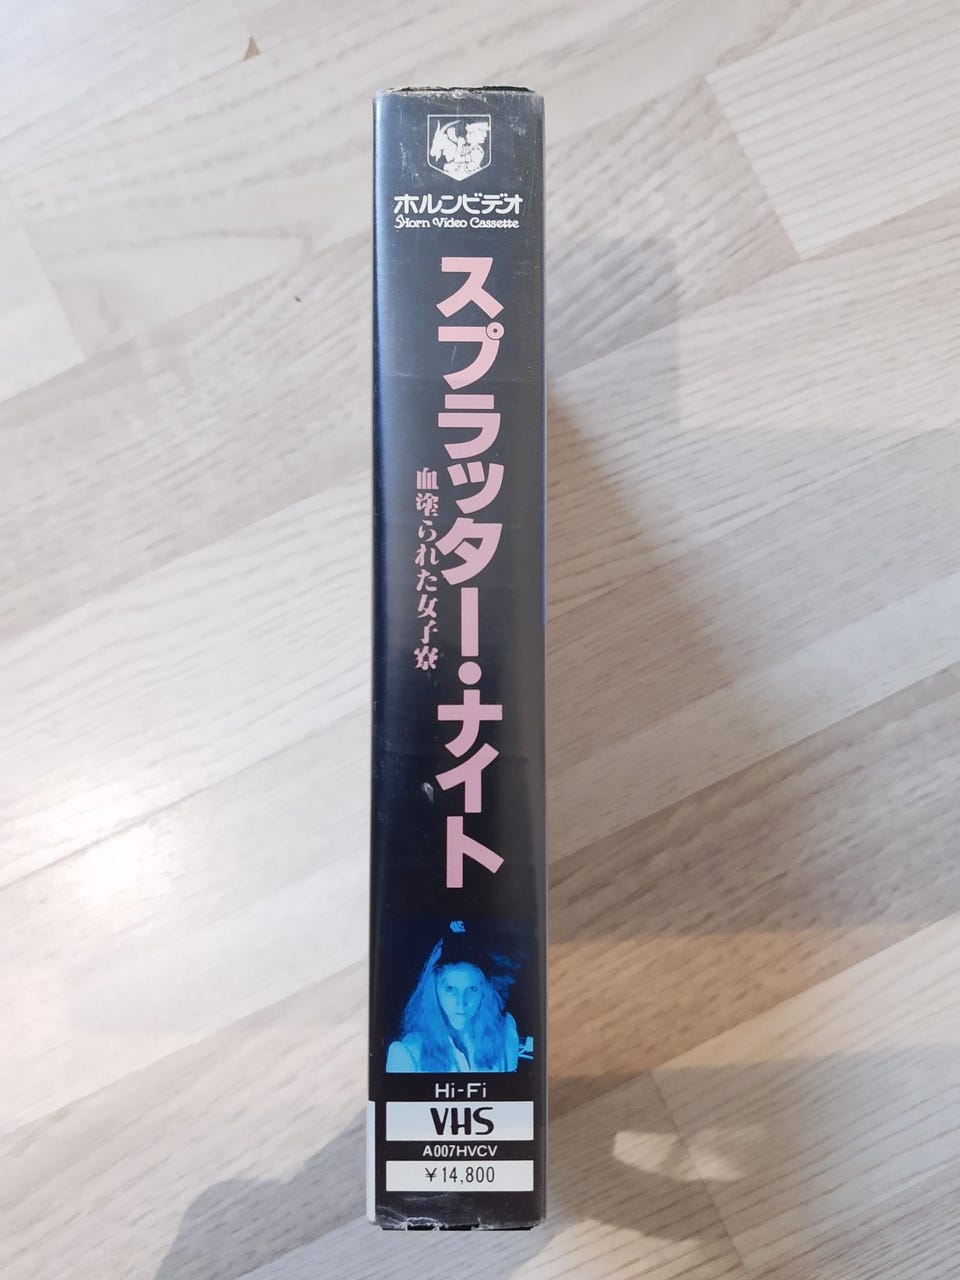 ホルンビデオ
Horn Video Cassette
スプラッター・ナイト
血塗られた女子寮
Hi-Fi
VHS
A007HVCV
￥14,800